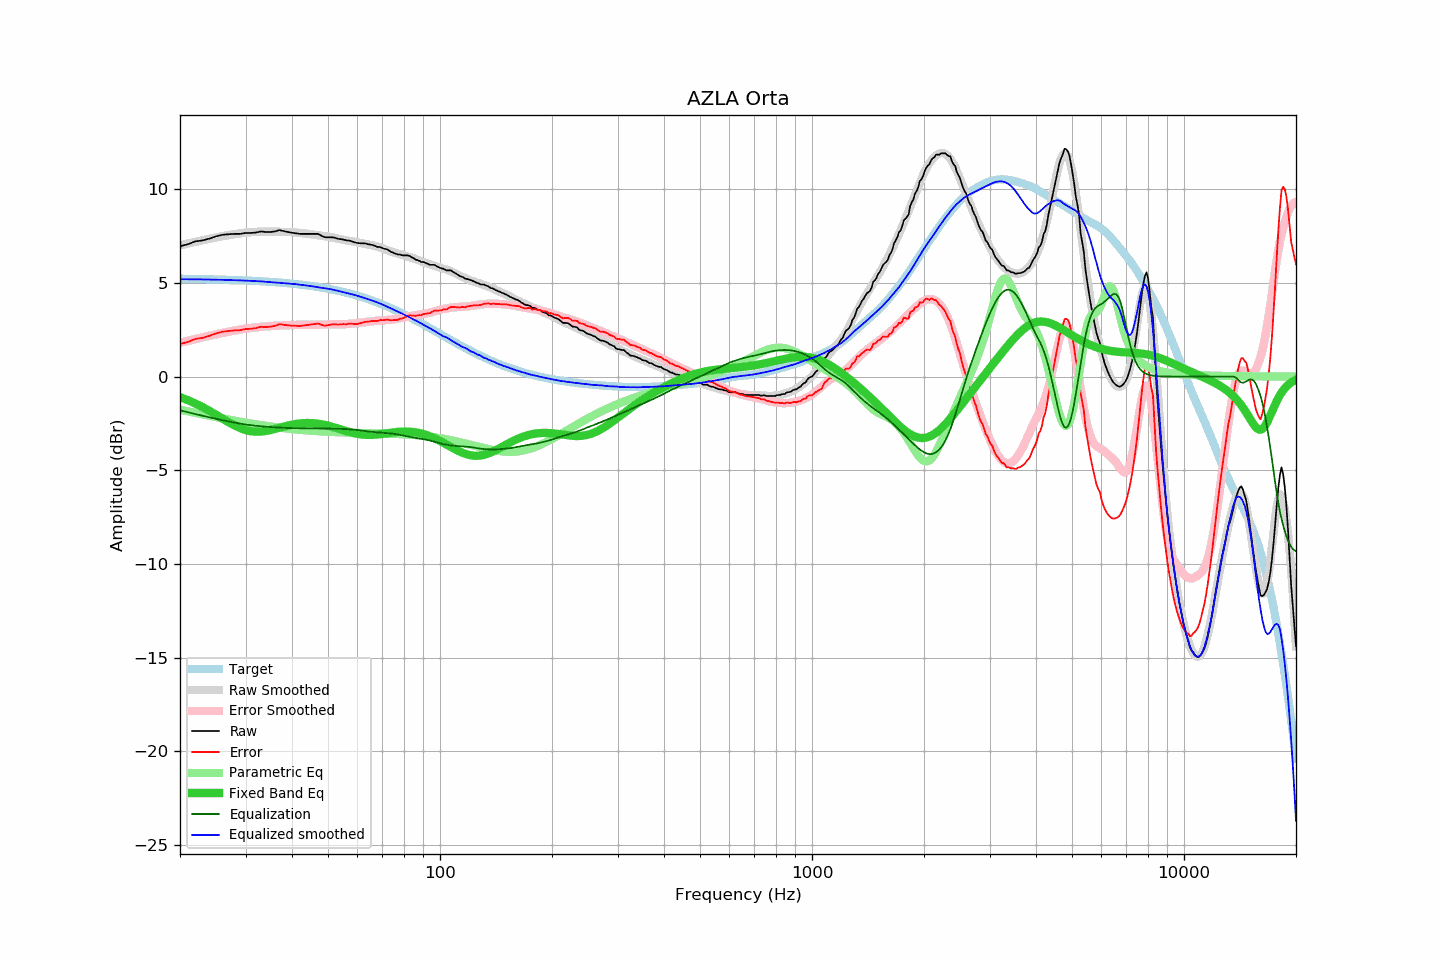 AZLA Orta
Amplitude (dBr)
10
5
0
−5
−10
−15
−20
−25
Target
Raw Smoothed
Error Smoothed
Raw
Error
Parametric Eq
Fixed Band Eq
Equalization
Equalized smoothed
100
1000
10000
Frequency (Hz)